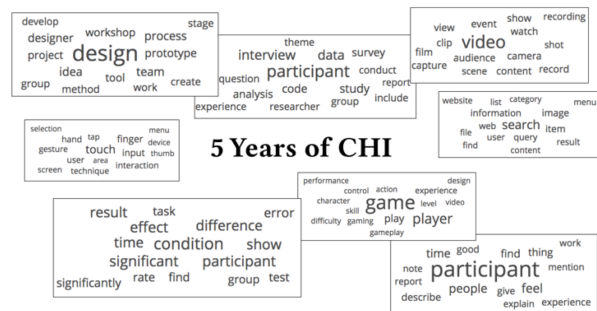 develop stage
designer workshop process
project design prototype
idea team
group tool create
method work
theme
interview data survey
question participant conduct
analysis code study report
experience researcher group include
view event show recording
watch
film clip video shot
capture audience camera
scene content record
website list category menu
information image
file web search item
find user query result
content
selection menu
hand tap finger device
gesture touch input thumb
user area interaction
screen technique
5 Years of CHI
performance design
control action experience
character game level video
skill
difficulty gaming play player
gameplay
result task error
effect difference
time condition show
significant participant
significantly rate find group test
work
time good find thing
note participant mention
report people give feel
describe explain experience